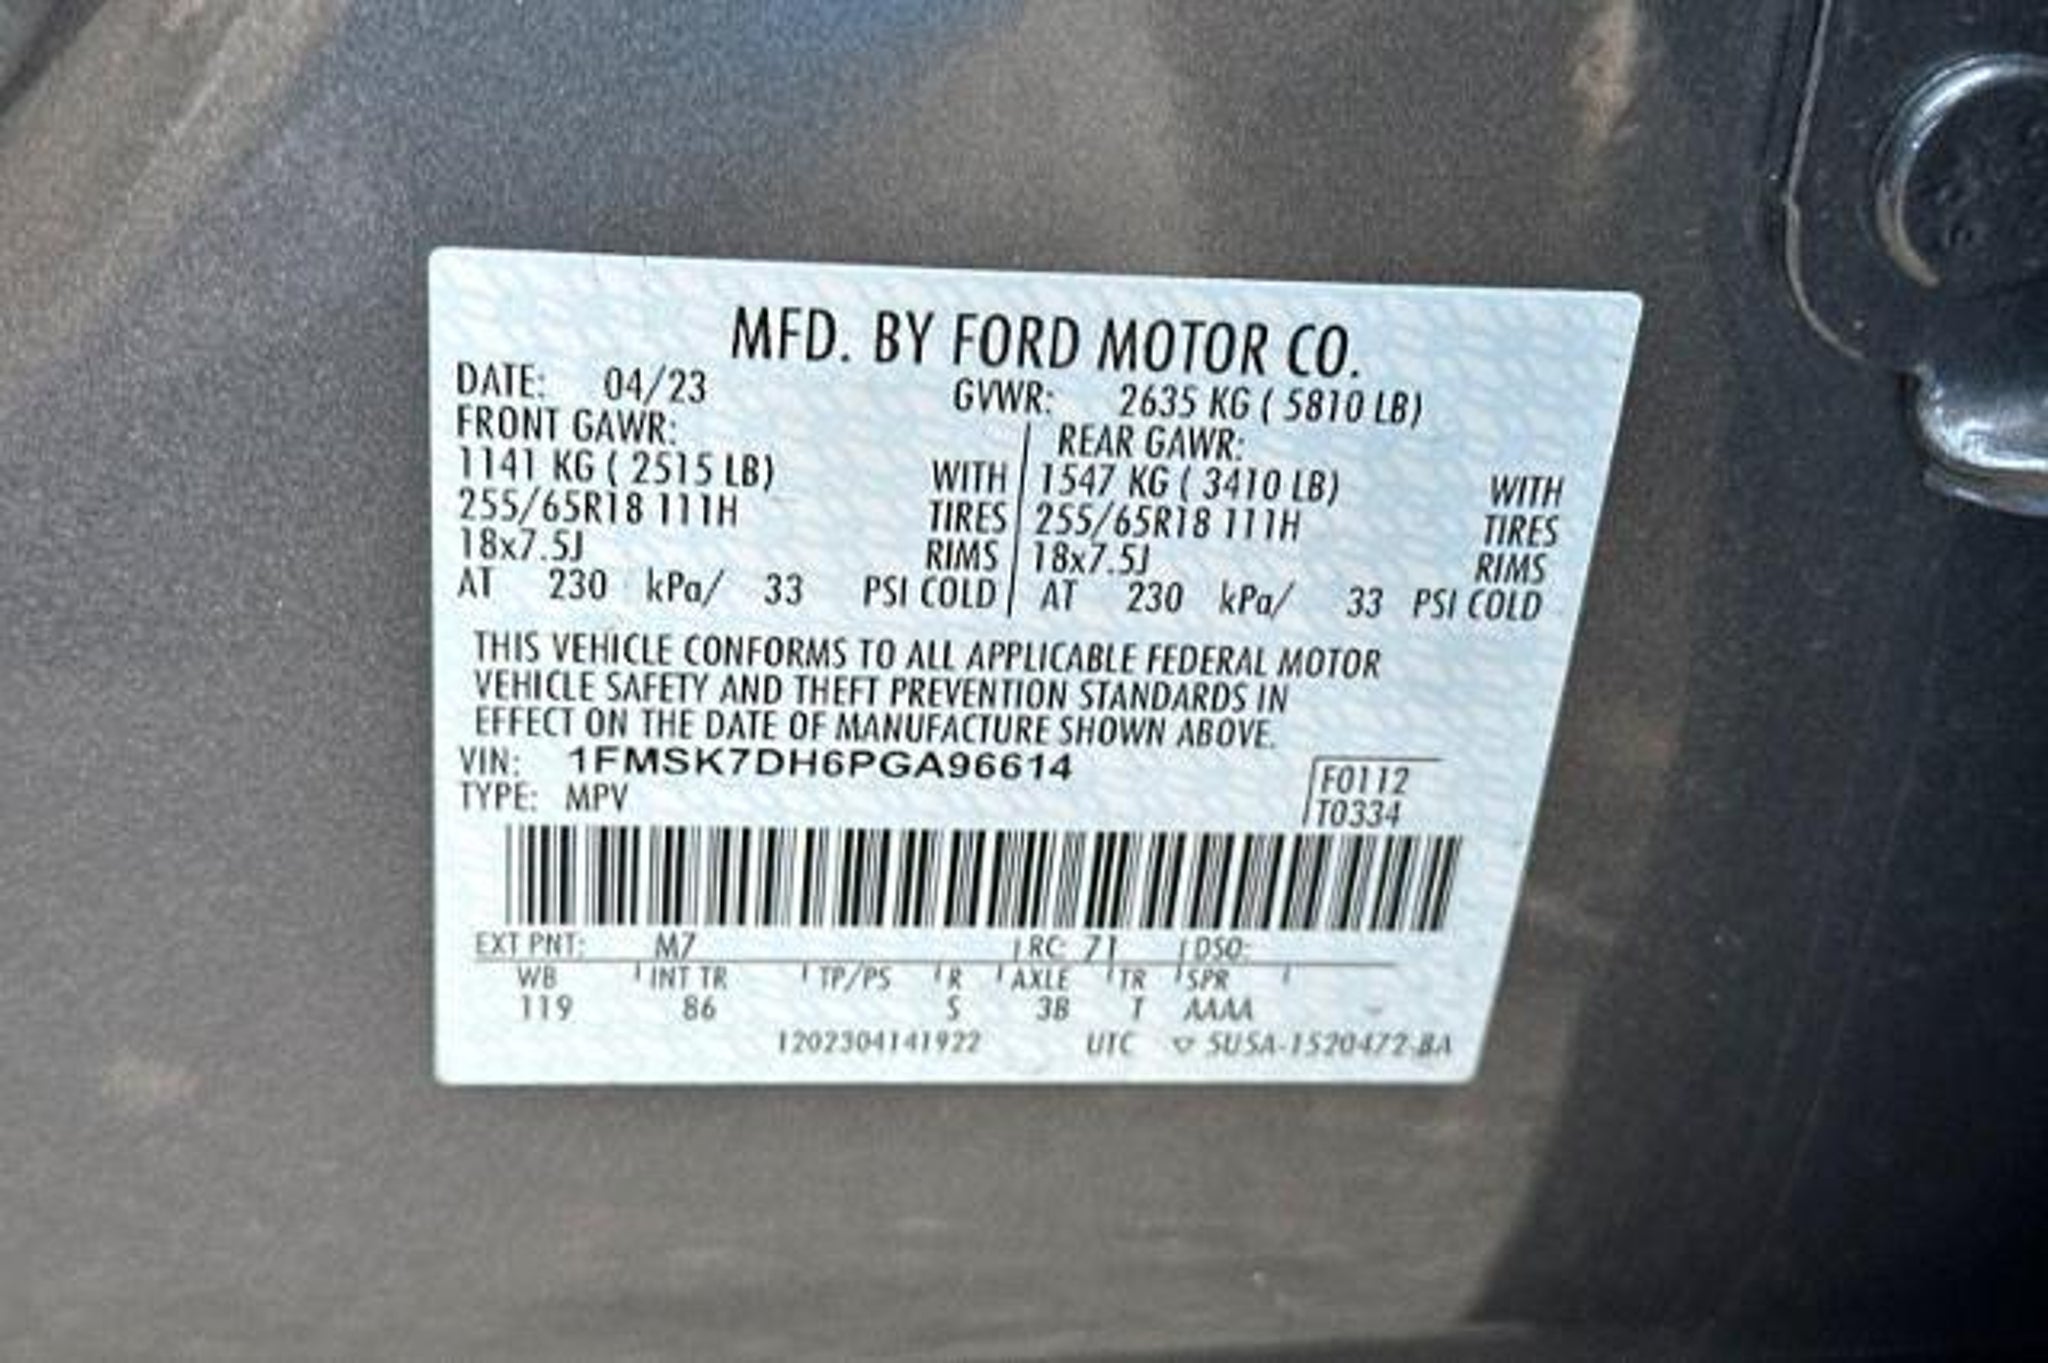 MFD. BY FORD MOTOR CO.
DATE: 04/23 GVWR: 2635 KG ( 5810 LB)
FRONT GAWR: REAR GAWR:
1141 KG ( 2515 LB) WITH 1547 KG ( 3410 LB) WITH
255/65R18 111H TIRES 255/65R18 111H TIRES
18x7.5J RIMS 18x7.5J RIMS
AT 230 kPa/ 33 PSI COLD AT 230 kPa/ 33 PSI COLD
THIS VEHICLE CONFORMS TO ALL APPLICABLE FEDERAL MOTOR
VEHICLE SAFETY AND THEFT PREVENTION STANDARDS IN
EFFECT ON THE DATE OF MANUFACTURE SHOWN ABOVE.
VIN: 1FMSK7DH6PGA96614
TYPE: MPV
F0112
T0334
EXT PNT: M7 RC: 71 DSO:
WB INT TR TP/PS R AXLE TR SPR
119 86 S 3B T AAAA
1202304141922 UTC ▽ 5U5A-1520472-BA